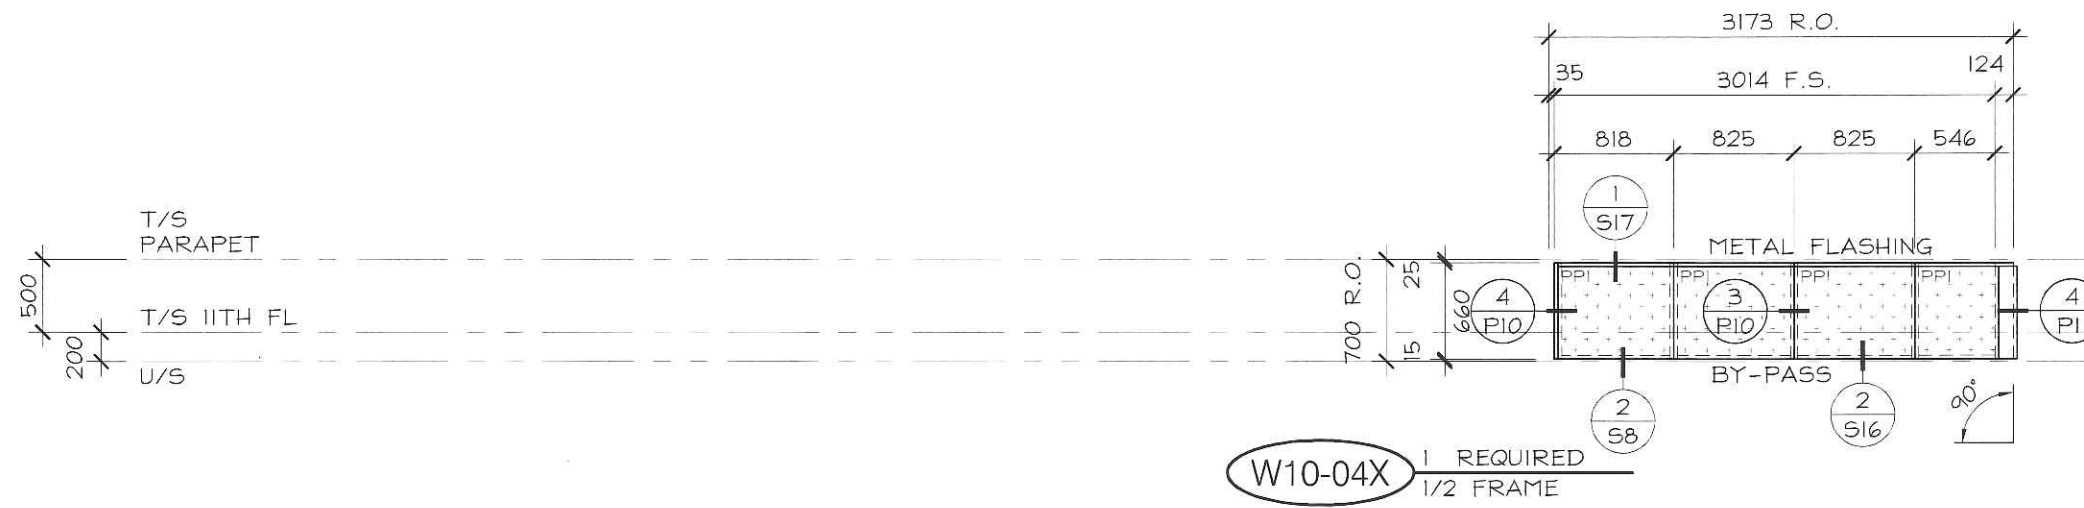 3173 R.O.
35
3014 F.S.
124
818
825
825
546
1
S17
T/S
PARAPET
METAL FLASHING
500
T/S 11TH FL
200
U/S
700 R.O.
25
660
15
PP1
PP1
PP1
PP1
4
P10
3
P10
4
P1
BY-PASS
2
S8
2
S16
90°
W10-04X
1 REQUIRED
1/2 FRAME